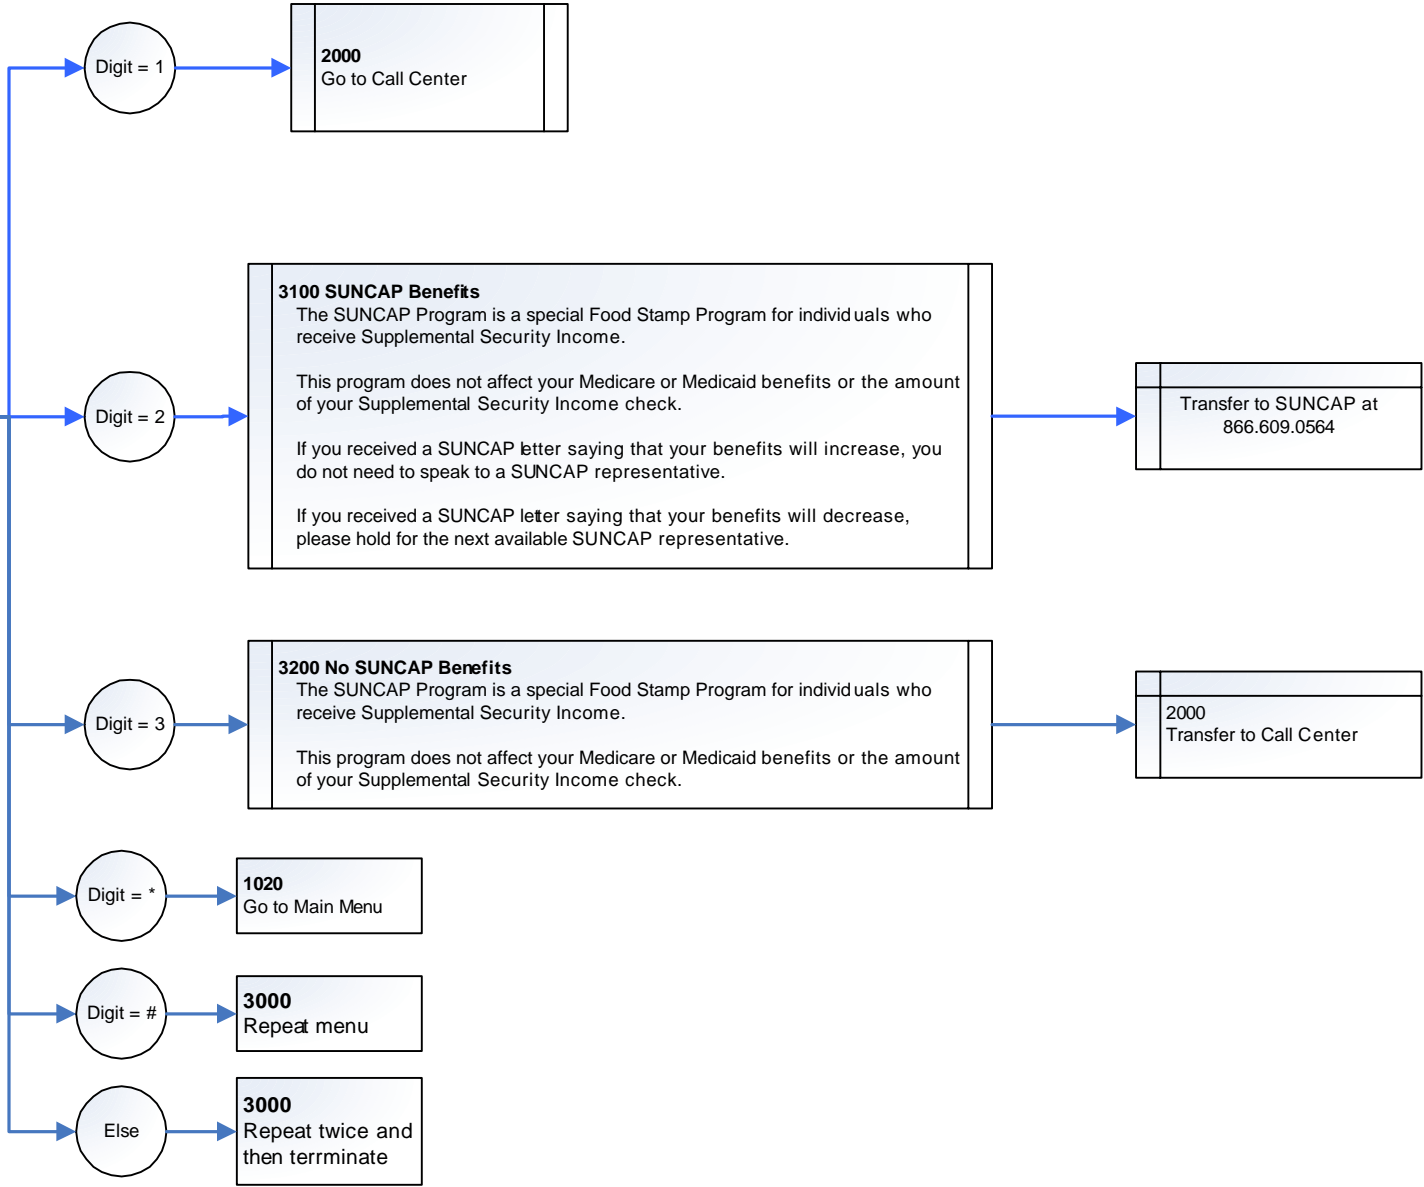 Digit = 1
2000
Go to Call Center
Digit = 2
3100 SUNCAP Benefits
The SUNCAP Program is a special Food Stamp Program for individuals who
receive Supplemental Security Income.
This program does not affect your Medicare or Medicaid benefits or the amount
of your Supplemental Security Income check.
If you received a SUNCAP letter saying that your benefits will increase, you
do not need to speak to a SUNCAP representative.
If you received a SUNCAP letter saying that your benefits will decrease,
please hold for the next available SUNCAP representative.
Transfer to SUNCAP at
866.609.0564
Digit = 3
3200 No SUNCAP Benefits
The SUNCAP Program is a special Food Stamp Program for individuals who
receive Supplemental Security Income.
This program does not affect your Medicare or Medicaid benefits or the amount
of your Supplemental Security Income check.
2000
Transfer to Call Center
Digit = *
1020
Go to Main Menu
Digit = #
3000
Repeat menu
Else
3000
Repeat twice and
then terrminate